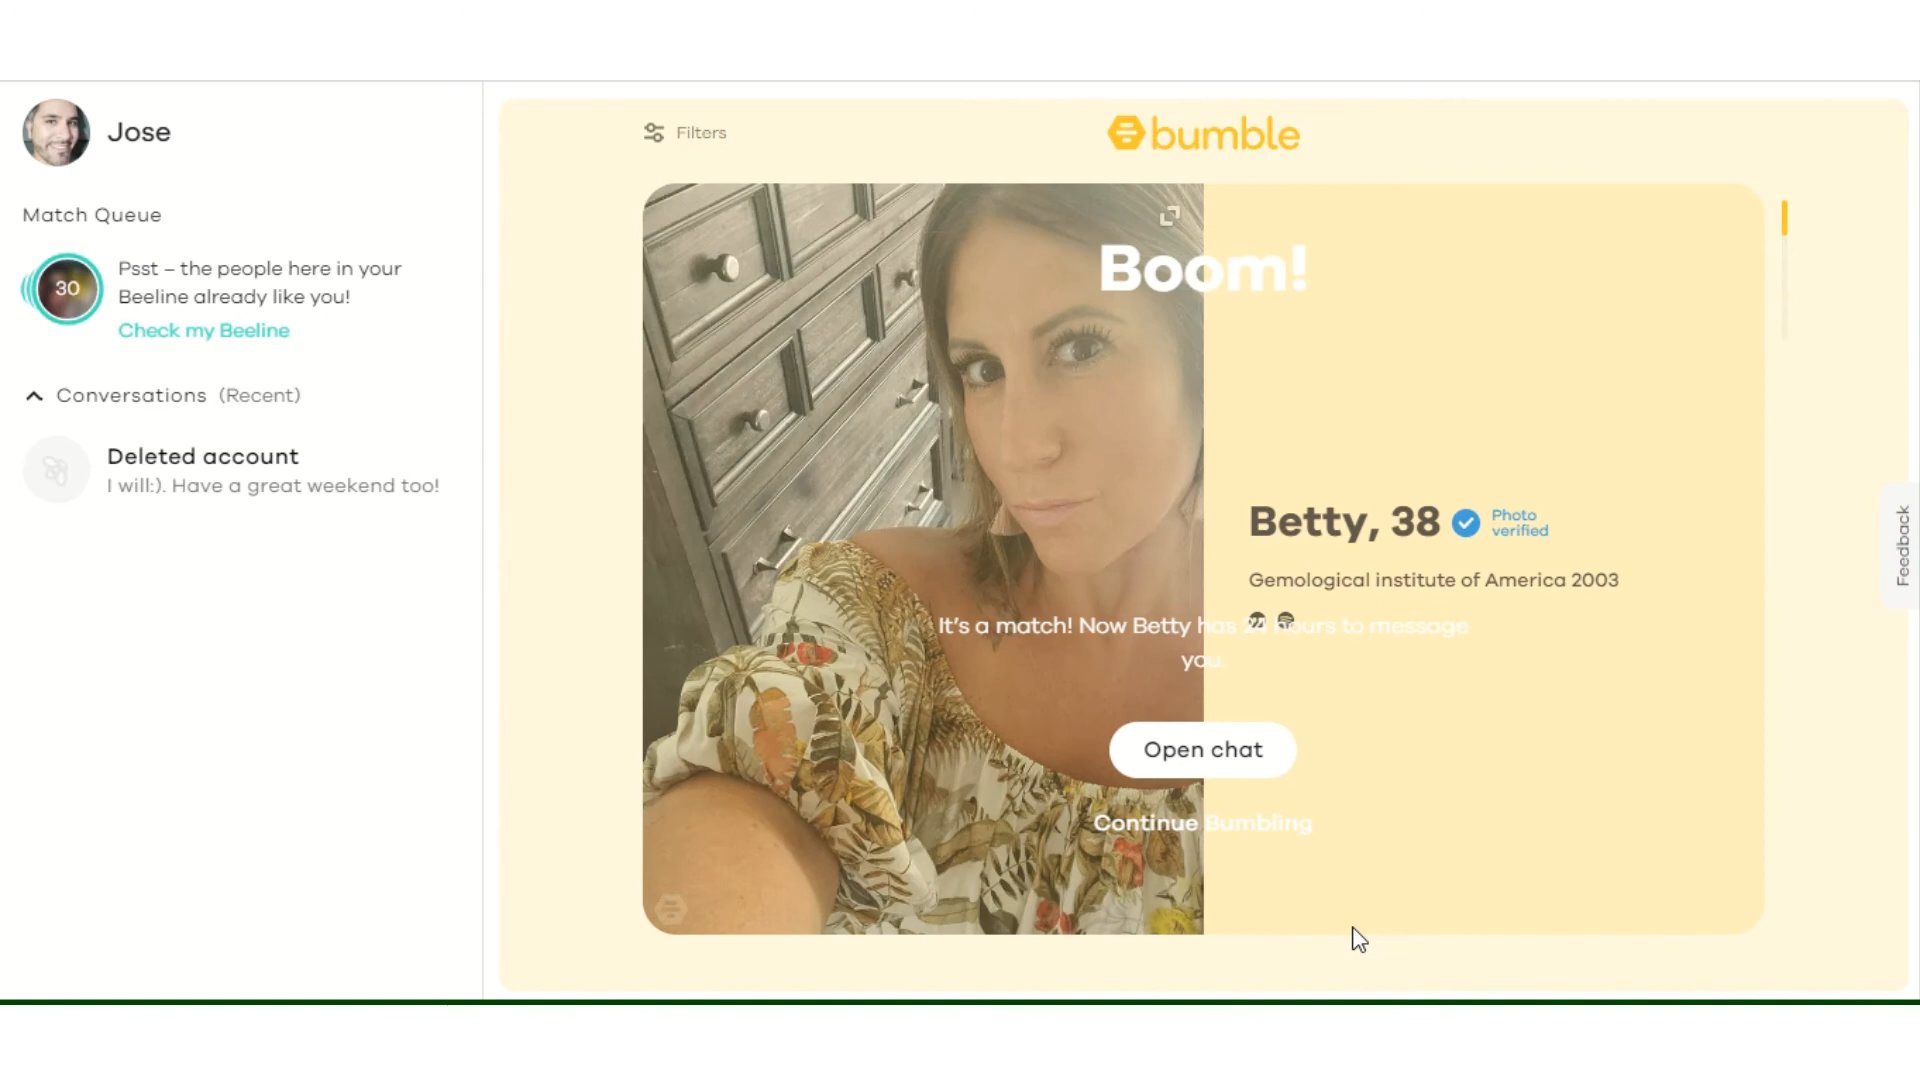 Jose
Match Queue
30
Psst – the people here in your
Beeline already like you!
Check my Beeline
Conversations (Recent)
Deleted account
I will:). Have a great weekend too!
Filters
bumble
Boom!
Betty, 38
Photo
verified
Gemological institute of America 2003
It's a match! Now Betty has 24 hours to message
you.
Open chat
Continue Bumbling
Feedback